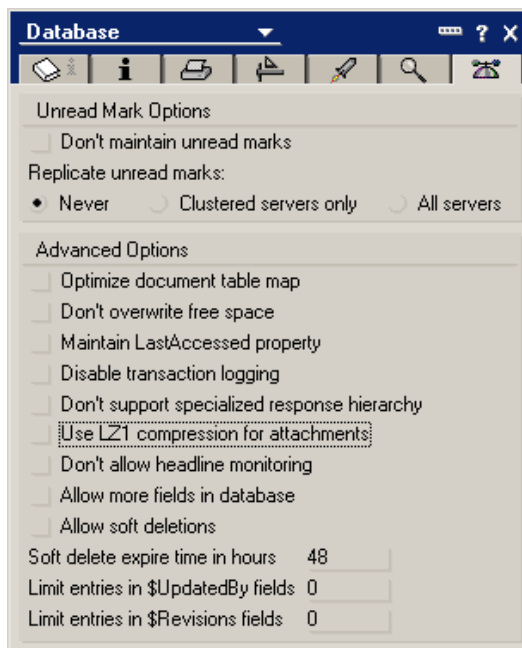 Database
Unread Mark Options
Don't maintain unread marks
Replicate unread marks:
Never Clustered servers only All servers
Advanced Options
Optimize document table map
Don't overwrite free space
Maintain LastAccessed property
Disable transaction logging
Don't support specialized response hierarchy
Use LZ1 compression for attachments
Don't allow headline monitoring
Allow more fields in database
Allow soft deletions
Soft delete expire time in hours 48
Limit entries in $UpdatedBy fields 0
Limit entries in $Revisions fields 0